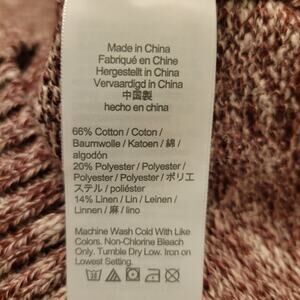 Made in China
Fabriqué en Chine
Hergestellt in China
Vervaardigd in China
中国製
hecho en china
66% Cotton / Coton /
Baumwolle / Katoen / 綿 /
algodón
20% Polyester / Polyester /
Polyester / Polyester / ポリエ
ステル / poliéster
14% Linen / Lin / Leinen /
Linnen / 麻 / lino
Machine Wash Cold With Like
Colors. Non-Chlorine Bleach
Only. Tumble Dry Low. Iron on
Lowest Setting.